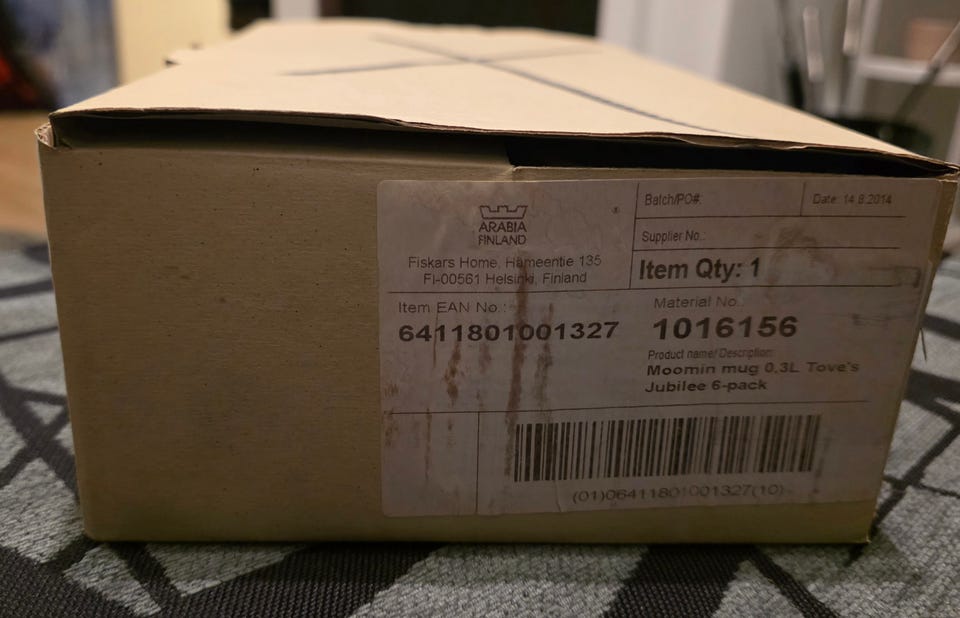 ARABIA
FINLAND
®
Fiskars Home, Hämeentie 135
FI-00561 Helsinki, Finland
Batch/PO#:
Date: 14.8.2014
Supplier No.:
Item Qty: 1
Item EAN No.:
6411801001327
Material No.:
1016156
Product name/Description:
Moomin mug 0,3L Tove's
Jubilee 6-pack
(01)06411801001327(10)